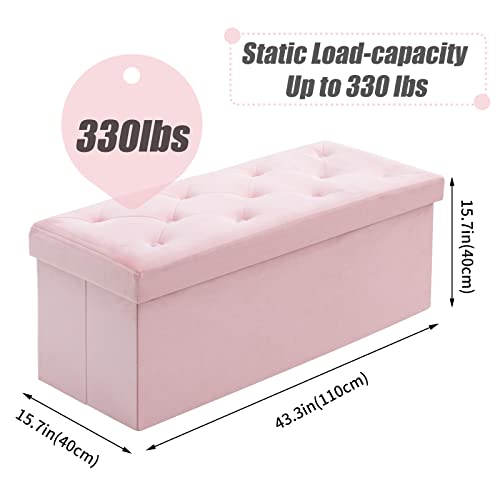 Static Load-capacity
Up to 330 lbs
330lbs
15.7in(40cm)
43.3in(110cm)
15.7in(40cm)